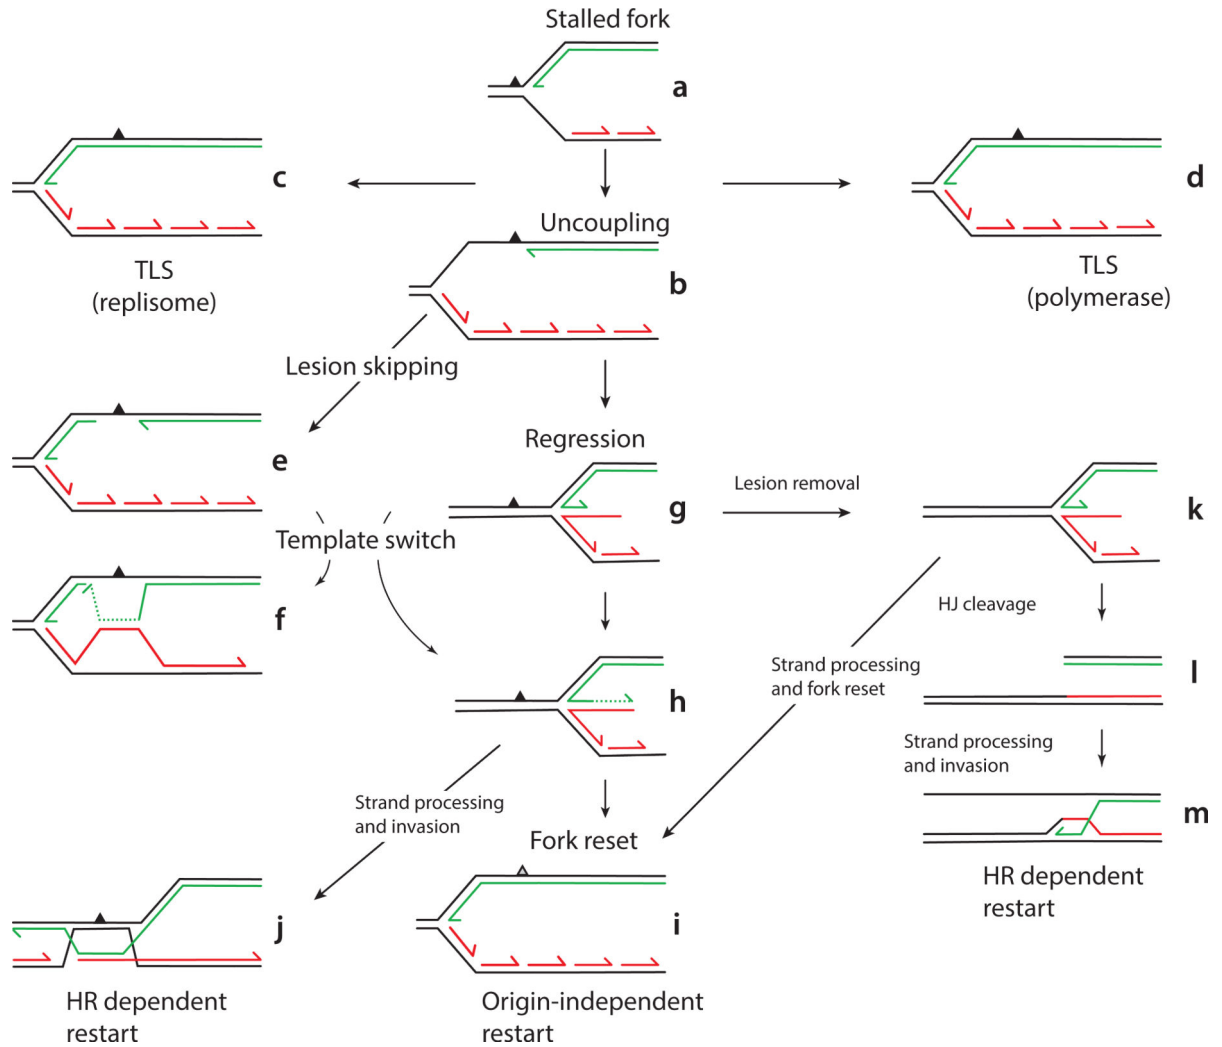 Stalled fork
a
c
d
Uncoupling
TLS
(replisome)
b
TLS
(polymerase)
Lesion skipping
Regression
e
Lesion removal
g
k
Template switch
f
HJ cleavage
Strand processing
and fork reset
l
h
Strand processing
and invasion
Strand processing
and invasion
m
Fork reset
HR dependent
restart
j
i
HR dependent
restart
Origin-independent
restart